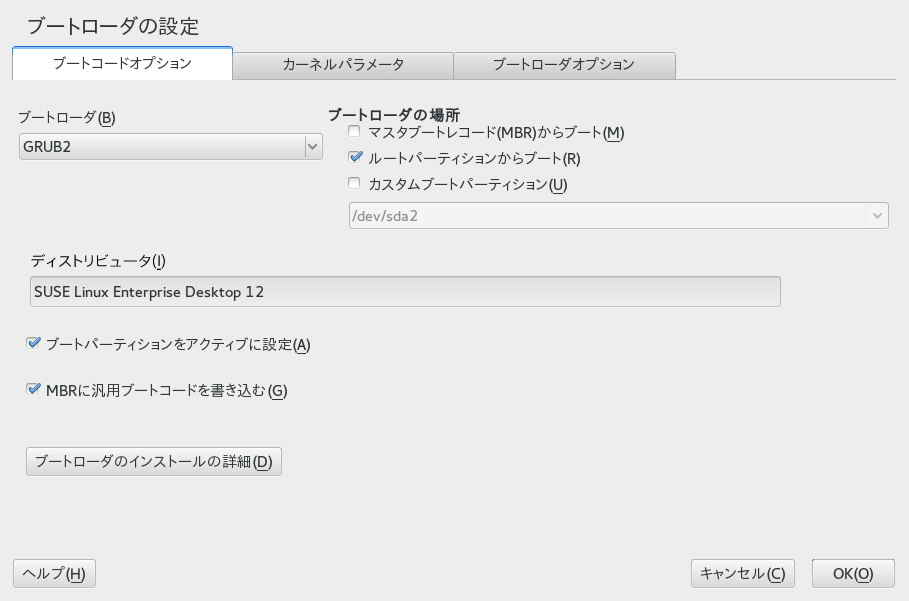 ブートローダの設定
ブートコードオプション
カーネルパラメータ
ブートローダオプション
ブートローダ(B)
GRUB2
ブートローダの場所
マスタブートレコード(MBR)からブート(M)
ルートパーティションからブート(R)
カスタムブートパーティション(U)
/dev/sda2
ディストリビュータ(I)
SUSE Linux Enterprise Desktop 12
ブートパーティションをアクティブに設定(A)
MBRに汎用ブートコードを書き込む(G)
ブートローダのインストールの詳細(D)
ヘルプ(H)
キャンセル(C)
OK(O)